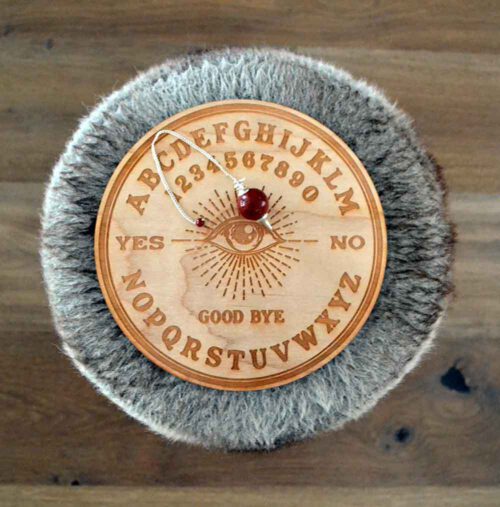 ABCDEFGHIJKLM
1234567890
YES NO
GOOD BYE
NOPQRSTUVWXYZ